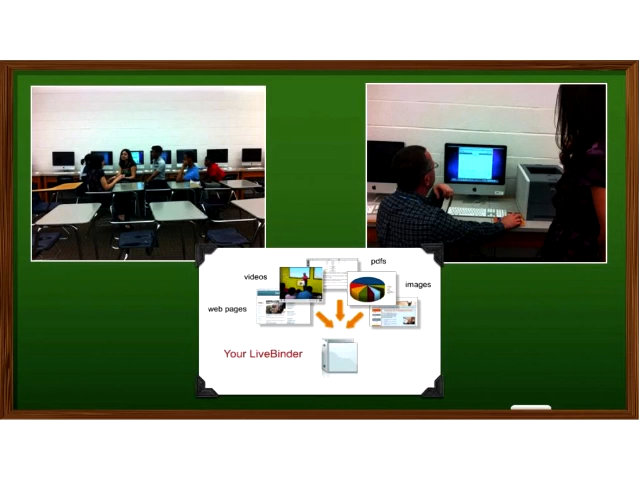 pdfs
videos
images
web pages
Your LiveBinder